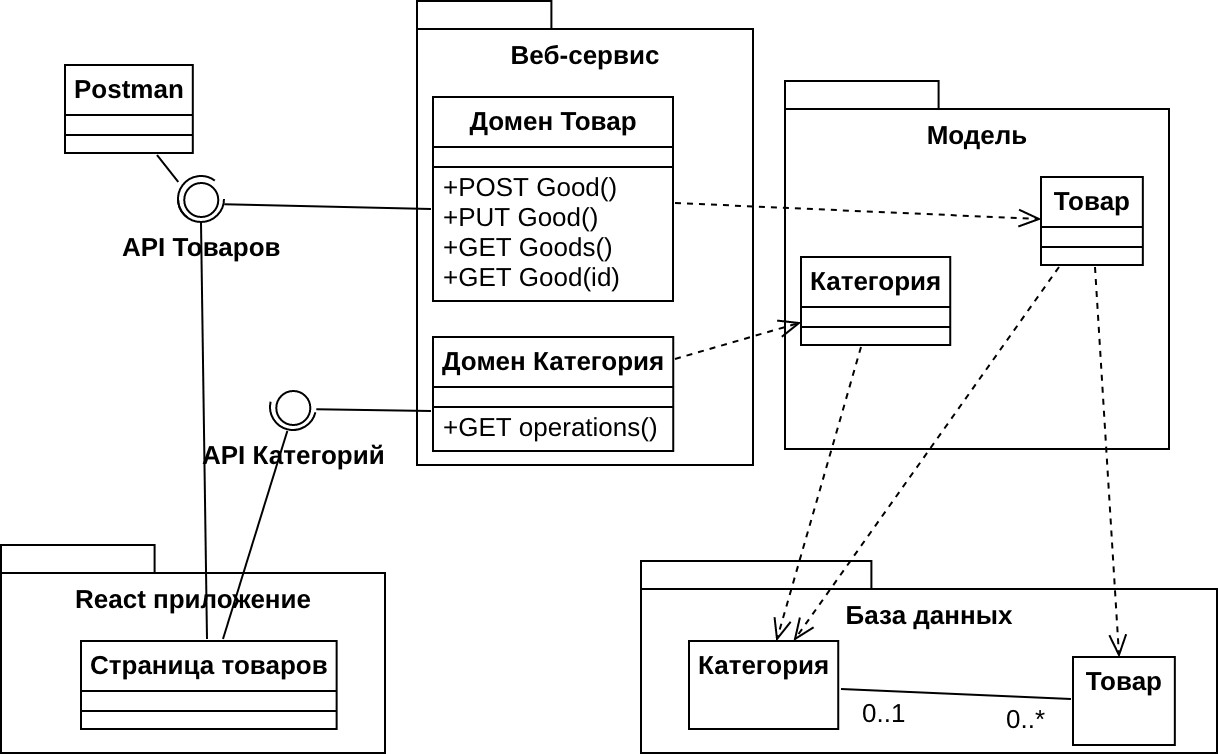 Postman
API Товаров
API Категорий
Веб-сервис
Домен Товар
+POST Good()
+PUT Good()
+GET Goods()
+GET Good(id)
Домен Категория
+GET operations()
Модель
Товар
Категория
React приложение
Страница товаров
База данных
Категория
Товар
0..1
0..*